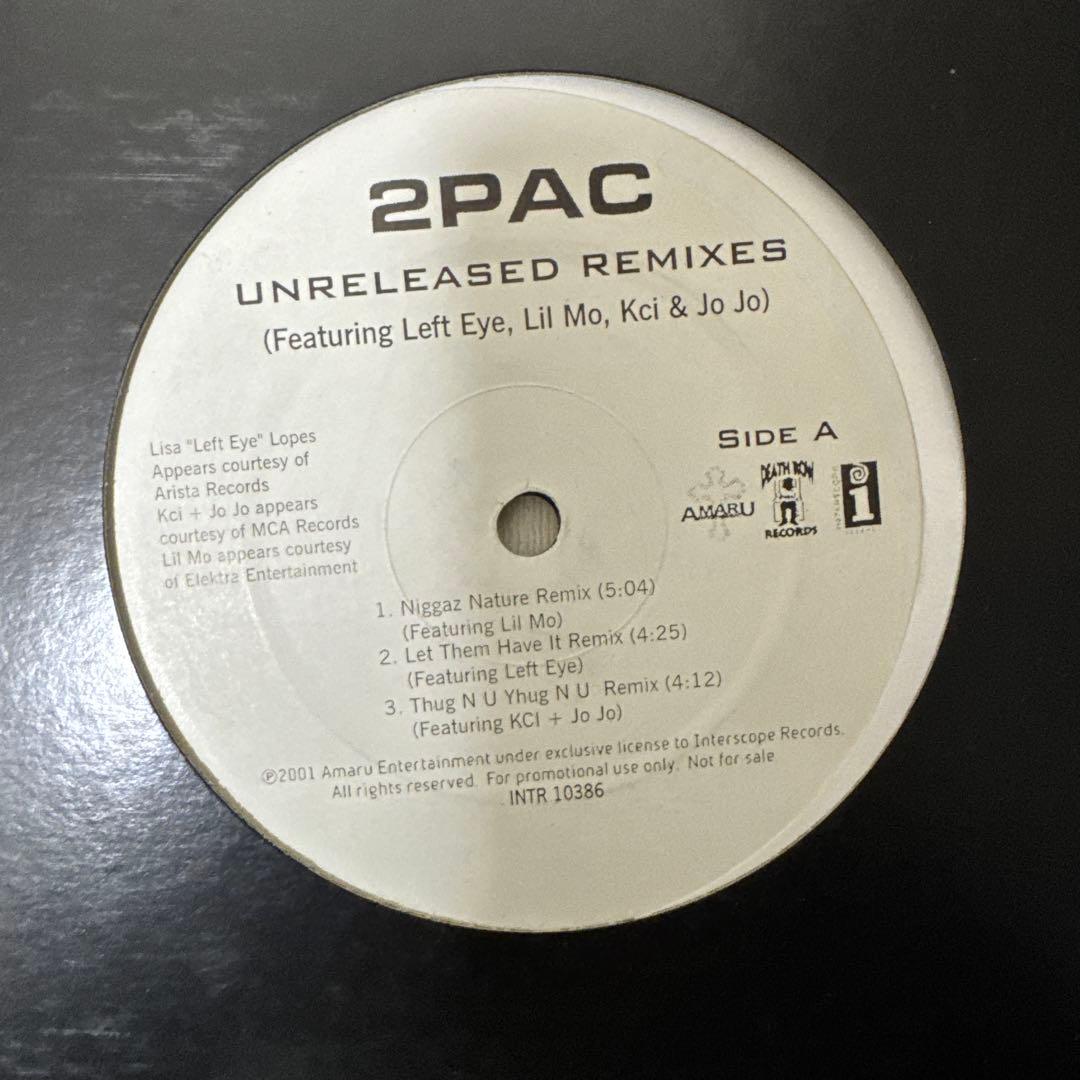 2PAC
UNRELEASED REMIXES
(Featuring Left Eye, Lil Mo, Kci & Jo Jo)
Lisa "Left Eye" Lopes
Appears courtesy of
Arista Records
Kci + Jo Jo appears
courtesy of MCA Records
Lil Mo appears courtesy
of Elektra Entertainment
SIDE A
AMARU
DEATH ROW
RECORDS
i
1. Niggaz Nature Remix (5:04)
(Featuring Lil Mo)
2. Let Them Have It Remix (4:25)
(Featuring Left Eye)
3. Thug N U Yhug N U Remix (4:12)
(Featuring KCI + Jo Jo)
℗2001 Amaru Entertainment under exclusive license to Interscope Records.
All rights reserved. For promotional use only. Not for sale
INTR 10386